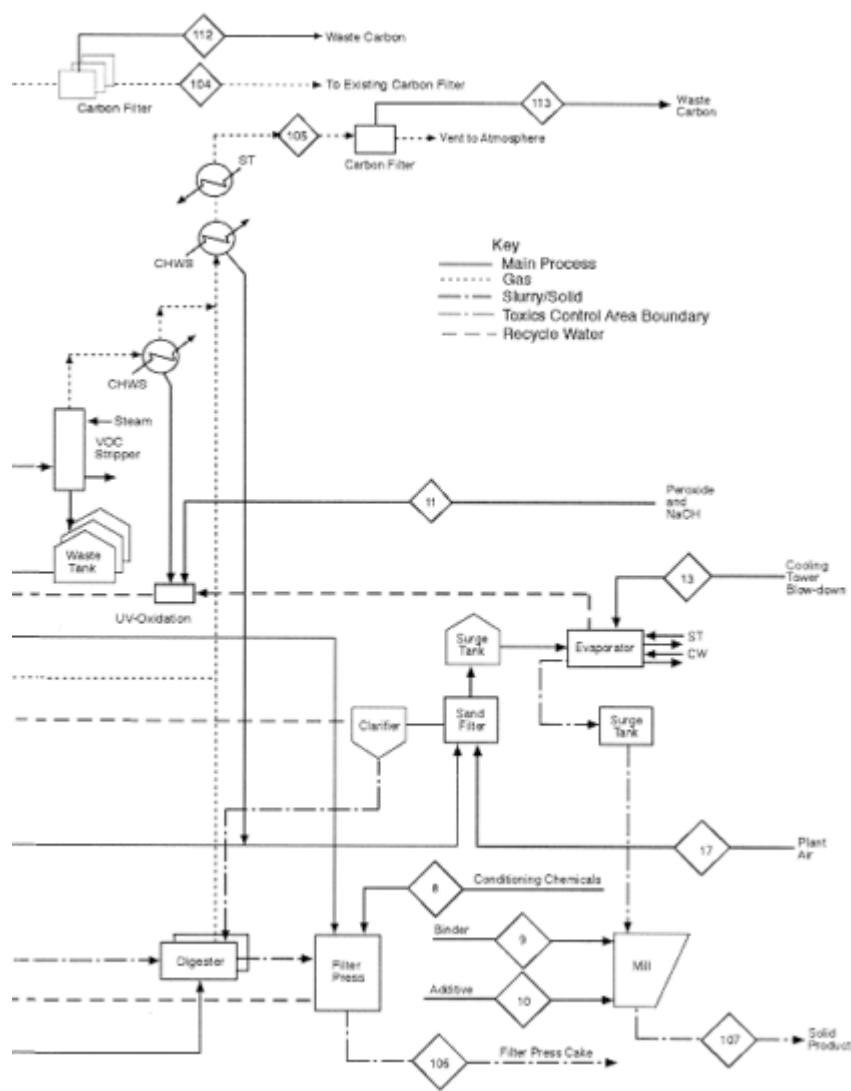 112
Waste Carbon
104
To Existing Carbon Filter
Carbon Filter
113
Waste
Carbon
105
Vent to Atmosphere
Carbon Filter
ST
CHWS
Key
Main Process
Gas
Slurry/Solid
Toxics Control Area Boundary
Recycle Water
CHWS
Steam
VOC
Stripper
11
Peroxide
and
NaCH
Waste
Tank
13
Cooling
Tower
Blow-down
UV-Oxidation
Surge
Tank
Evaporator
ST
CW
Clarifier
Sand
Filter
Surge
Tank
17
Plant
Air
8
Conditioning Chemicals
Binder
9
Digester
Filter
Press
Mill
Additive
10
106
Filter Press Cake
107
Solid
Product